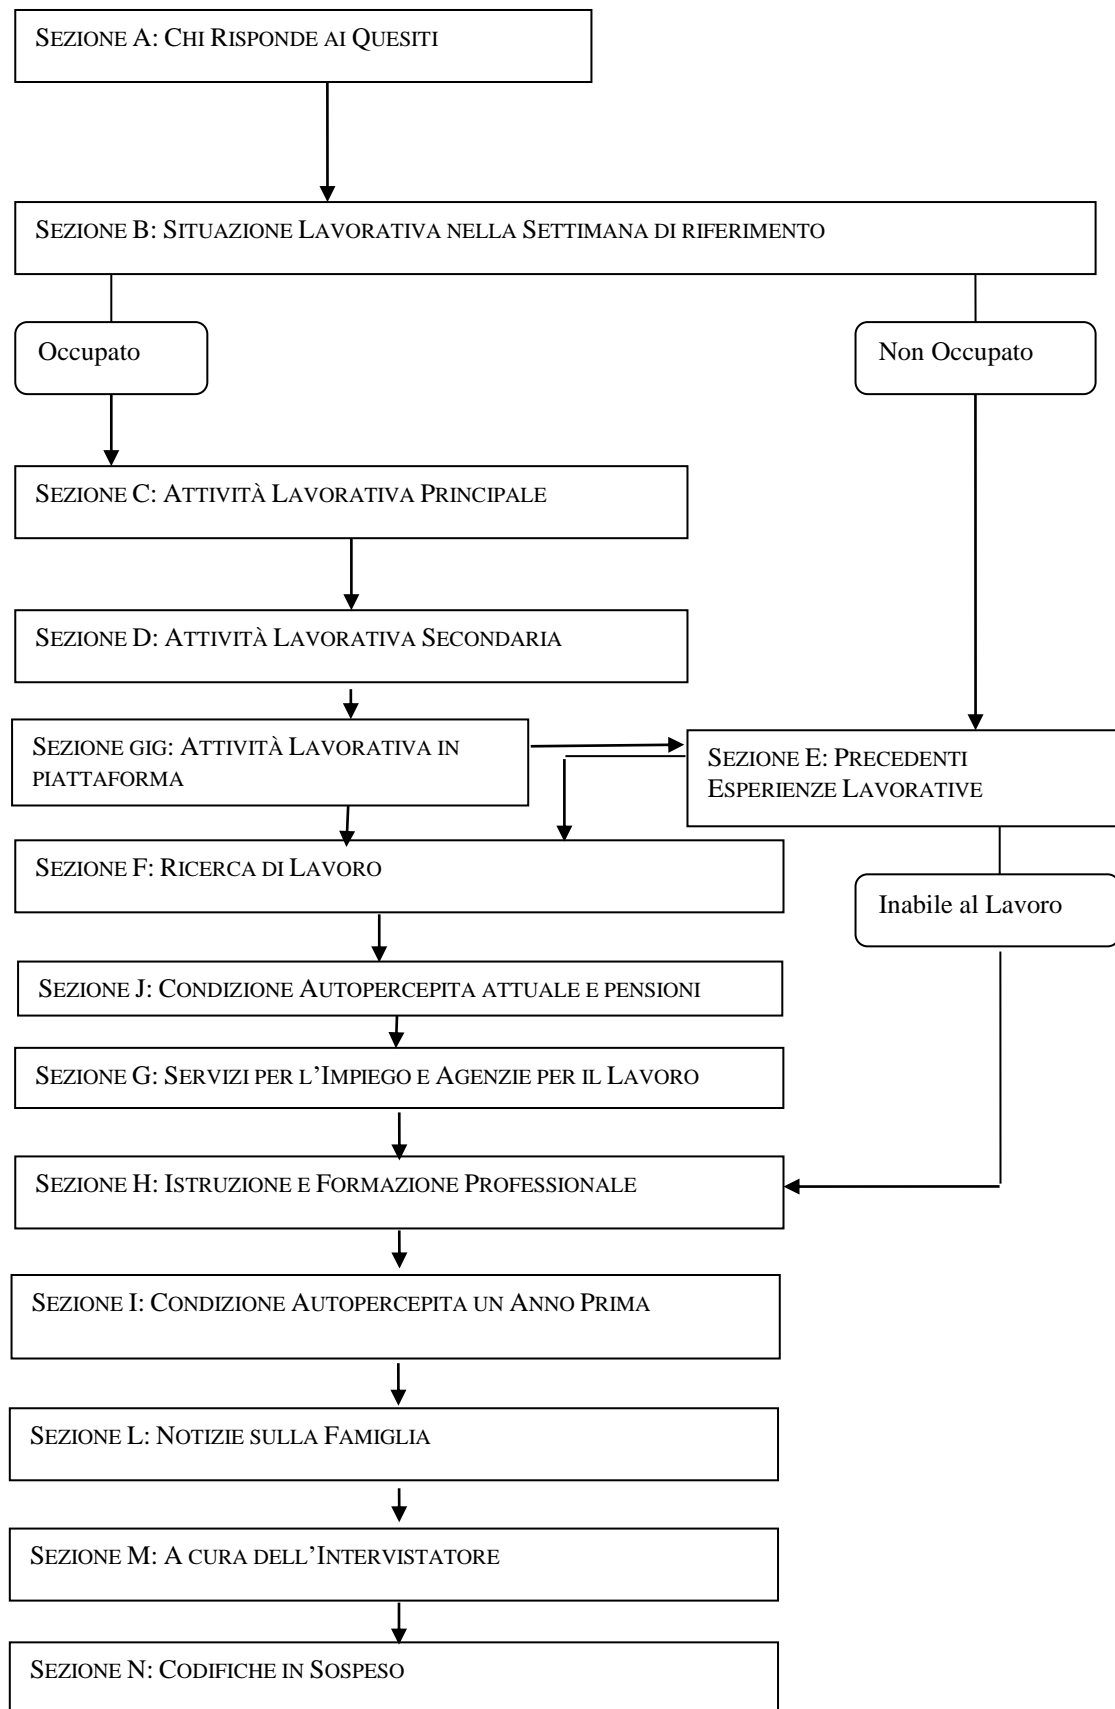 SEZIONE A: CHI RISPONDE AI QUESITI
SEZIONE B: SITUAZIONE LAVORATIVA NELLA SETTIMANA DI RIFERIMENTO
Occupato
Non Occupato
SEZIONE C: ATTIVITÀ LAVORATIVA PRINCIPALE
SEZIONE D: ATTIVITÀ LAVORATIVA SECONDARIA
SEZIONE GIG: ATTIVITÀ LAVORATIVA IN
PIATTAFORMA
SEZIONE E: PRECEDENTI
ESPERIENZE LAVORATIVE
SEZIONE F: RICERCA DI LAVORO
Inabile al Lavoro
SEZIONE J: CONDIZIONE AUTOPERCEPITA ATTUALE E PENSIONI
SEZIONE G: SERVIZI PER L'IMPIEGO E AGENZIE PER IL LAVORO
SEZIONE H: ISTRUZIONE E FORMAZIONE PROFESSIONALE
SEZIONE I: CONDIZIONE AUTOPERCEPITA UN ANNO PRIMA
SEZIONE L: NOTIZIE SULLA FAMIGLIA
SEZIONE M: A CURA DELL'INTERVISTATORE
SEZIONE N: CODIFICHE IN SOSPESO